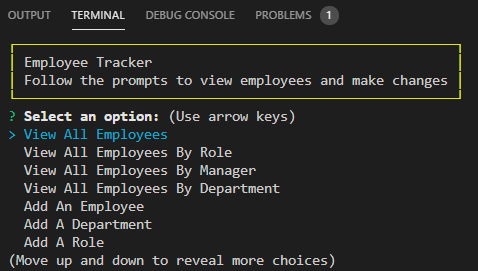 OUTPUT TERMINAL DEBUG CONSOLE PROBLEMS 1
Employee Tracker
Follow the prompts to view employees and make changes
? Select an option: (Use arrow keys)
> View All Employees
View All Employees By Role
View All Employees By Manager
View All Employees By Department
Add An Employee
Add A Department
Add A Role
(Move up and down to reveal more choices)